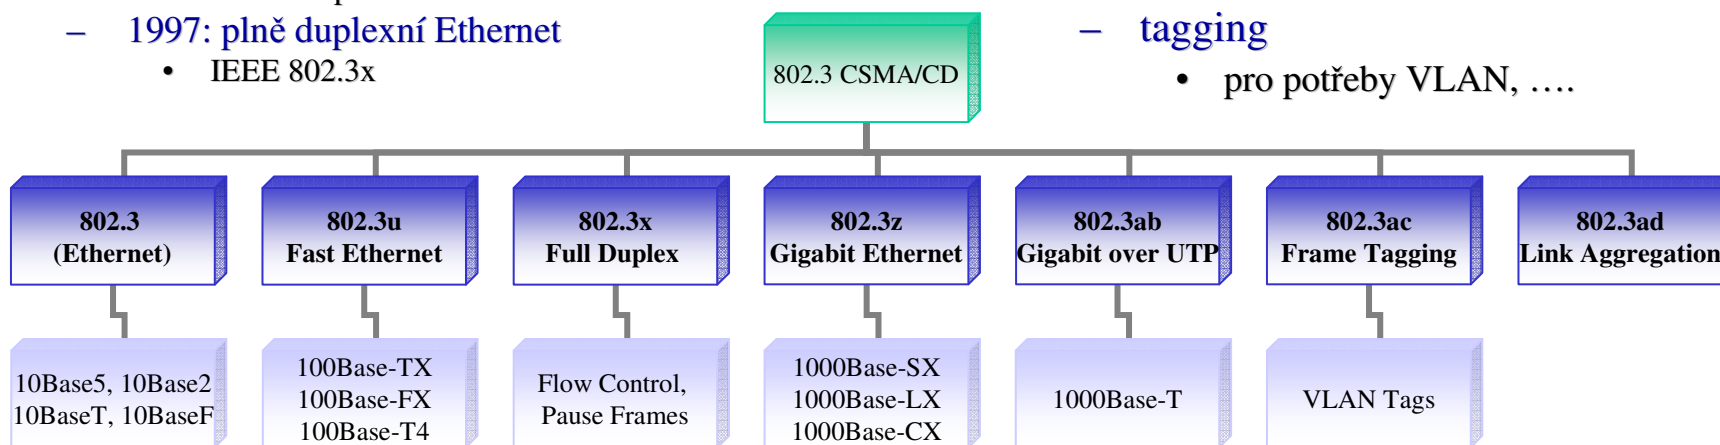 – 1997: plně duplexní Ethernet
• IEEE 802.3x
– tagging
• pro potřeby VLAN, ….
802.3 CSMA/CD
802.3
(Ethernet)
802.3u
Fast Ethernet
802.3x
Full Duplex
802.3z
Gigabit Ethernet
802.3ab
Gigabit over UTP
802.3ac
Frame Tagging
802.3ad
Link Aggregation
10Base5, 10Base2
10BaseT, 10BaseF
100Base-TX
100Base-FX
100Base-T4
Flow Control,
Pause Frames
1000Base-SX
1000Base-LX
1000Base-CX
1000Base-T
VLAN Tags